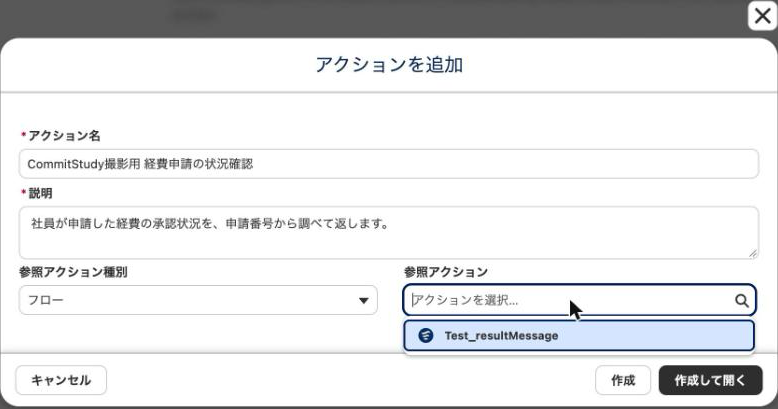 アクションを追加
*アクション名
CommitStudy撮影用 経費申請の状況確認
*説明
社員が申請した経費の承認状況を、申請番号から調べて返します。
参照アクション種別
参照アクション
フロー
アクションを選択...
Test_resultMessage
キャンセル
作成
作成して開く